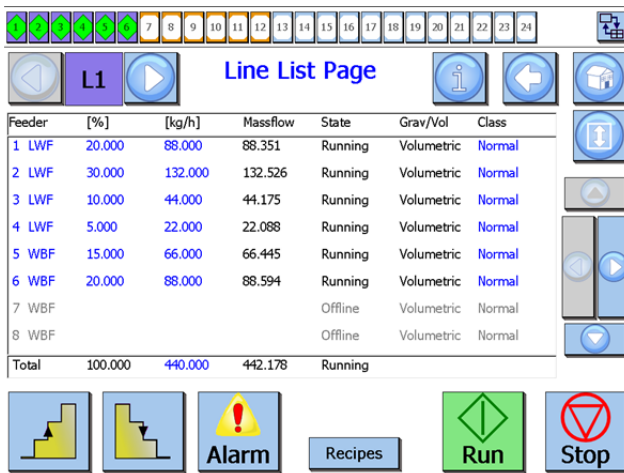 1 2 3 4 5 6 7 8 9 10 11 12 13 14 15 16 17 18 19 20 21 22 23 24
L1 Line List Page
Feeder [%] [kg/h] Massflow State Grav/Vol Class
1 LWF 20.000 88.000 88.351 Running Volumetric Normal
2 LWF 30.000 132.000 132.526 Running Volumetric Normal
3 LWF 10.000 44.000 44.175 Running Volumetric Normal
4 LWF 5.000 22.000 22.088 Running Volumetric Normal
5 WBF 15.000 66.000 66.445 Running Volumetric Normal
6 WBF 20.000 88.000 88.594 Running Volumetric Normal
7 WBF Offline Volumetric Normal
8 WBF Offline Volumetric Normal
Total 100.000 440.000 442.178 Running
Alarm Recipes Run Stop